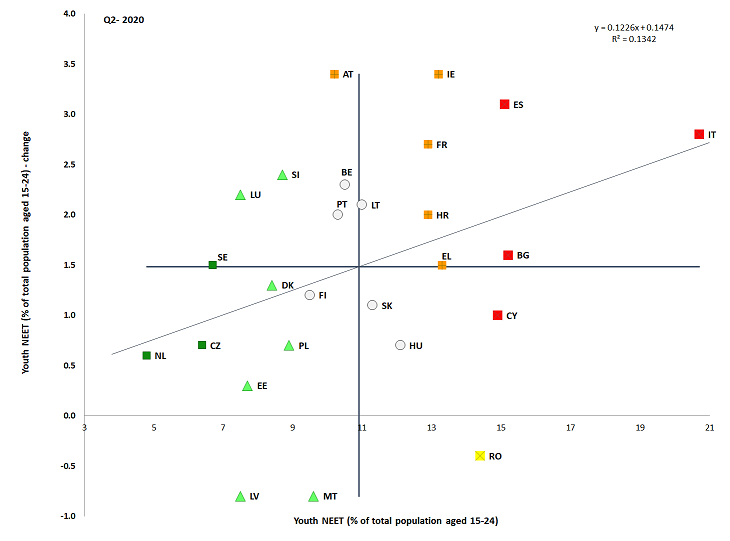 Q2- 2020
y = 0.1226x + 0.1474
R² = 0.1342
Youth NEET (% of total population aged 15-24) - change
4.0
3.5
3.0
2.5
2.0
1.5
1.0
0.5
0.0
-0.5
-1.0
AT
IE
ES
IT
FR
SI
BE
LU
PT
LT
HR
SE
EL
BG
DK
FI
SK
CY
NL
CZ
PL
HU
EE
RO
LV
MT
3 5 7 9 11 13 15 17 19 21
Youth NEET (% of total population aged 15-24)